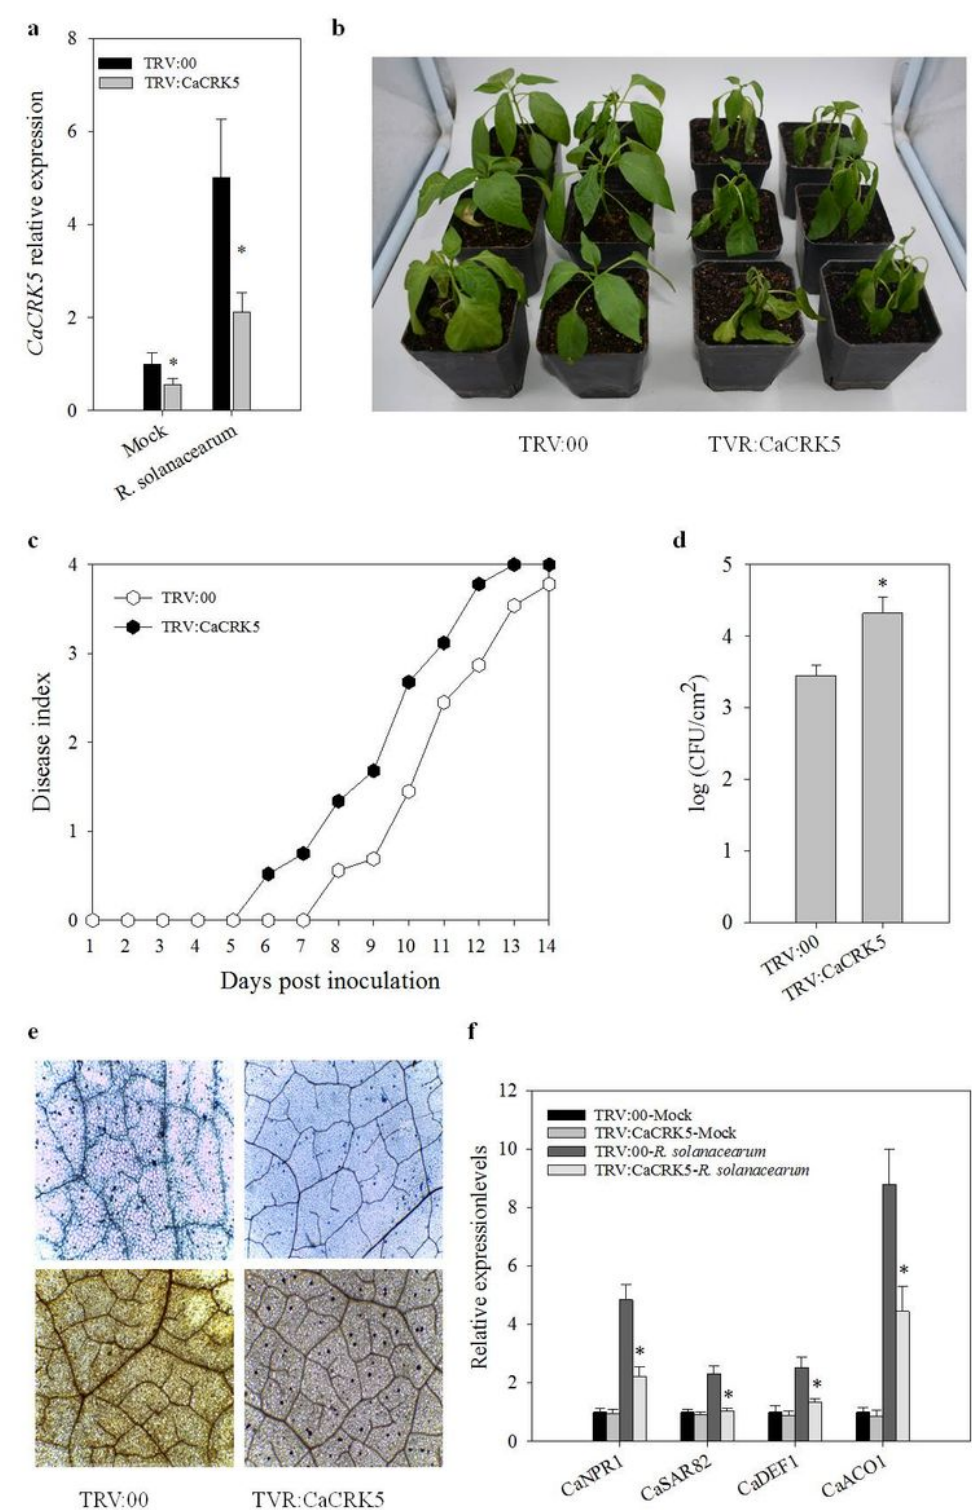 a
8
6
4
2
0
CaCRK5 relative expression
TRV:00
TRV:CaCRK5
*
*
Mock
R. solanacearum
b
TRV:00
TVR:CaCRK5
c
4
3
2
1
0
Disease index
TRV:00
TRV:CaCRK5
1 2 3 4 5 6 7 8 9 10 11 12 13 14
Days post inoculation
d
5
4
3
2
1
0
log (CFU/cm²)
*
TRV:00
TRV:CaCRK5
e
TRV:00
TVR:CaCRK5
f
12
10
8
6
4
2
0
Relative expressionlevels
TRV:00-Mock
TRV:CaCRK5-Mock
TRV:00-R. solanacearum
TRV:CaCRK5-R. solanacearum
*
*
*
*
CaNPR1
CaSAR82
CaDEF1
CaACO1